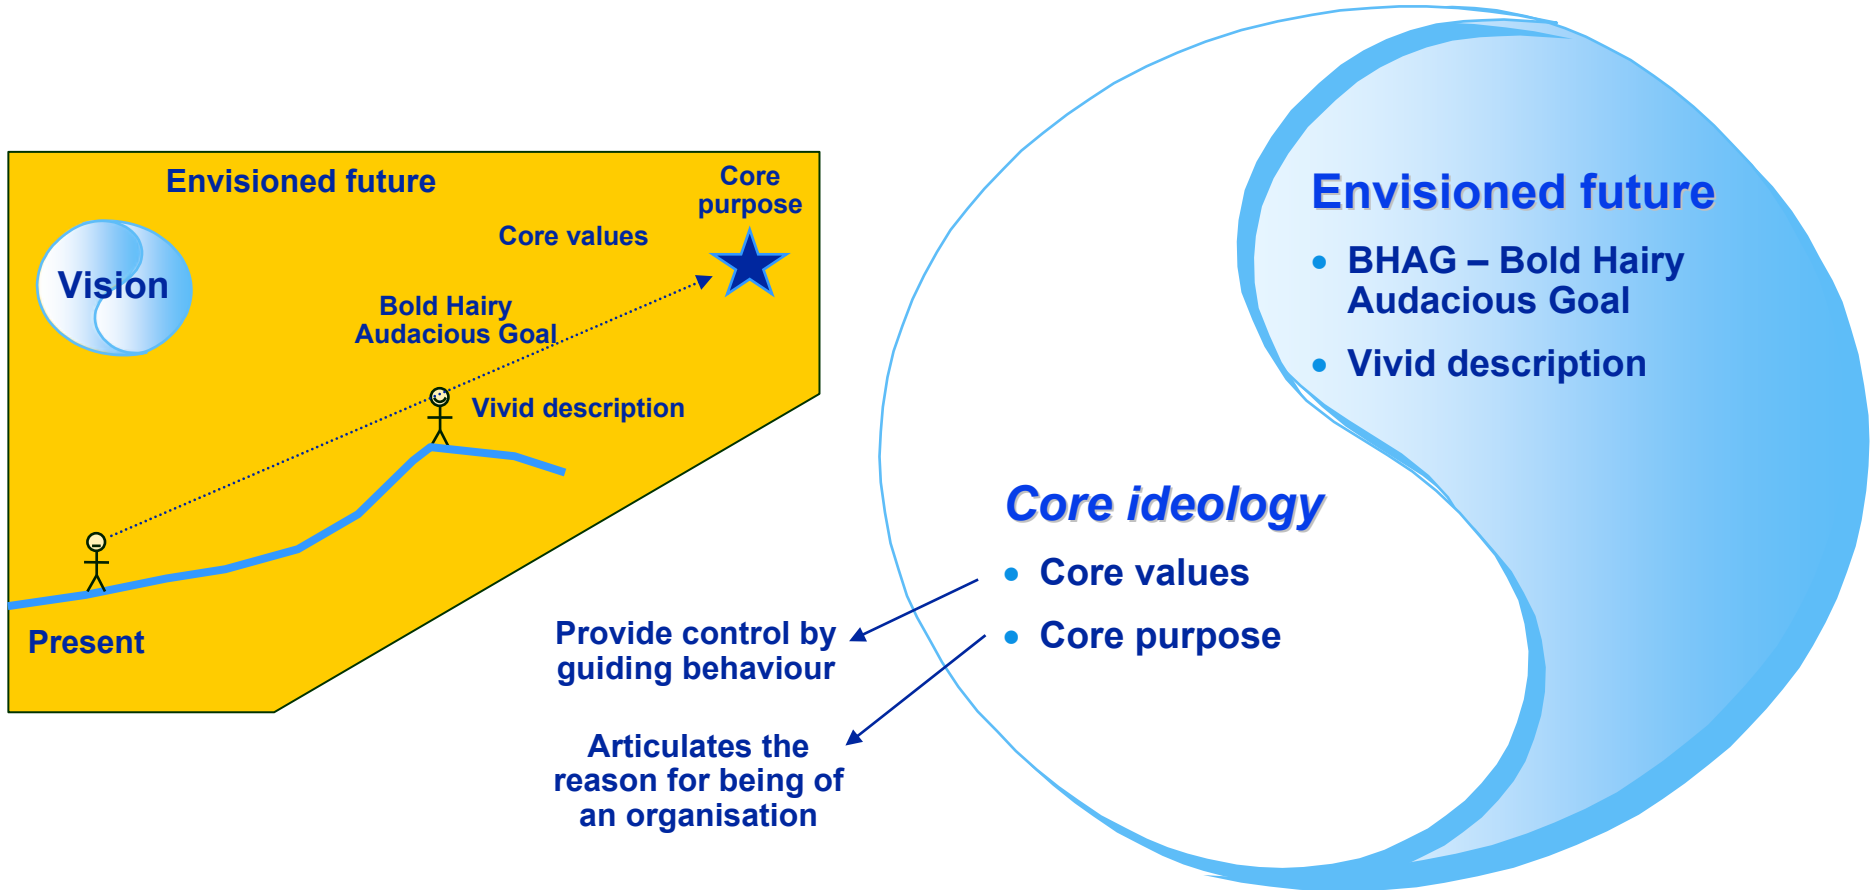 Envisioned future
Core
purpose
Core values
Vision
Bold Hairy
Audacious Goal
Vivid description
Present
Envisioned future
• BHAG – Bold Hairy
Audacious Goal
• Vivid description
Core ideology
• Core values
• Core purpose
Provide control by
guiding behaviour
Articulates the
reason for being of
an organisation